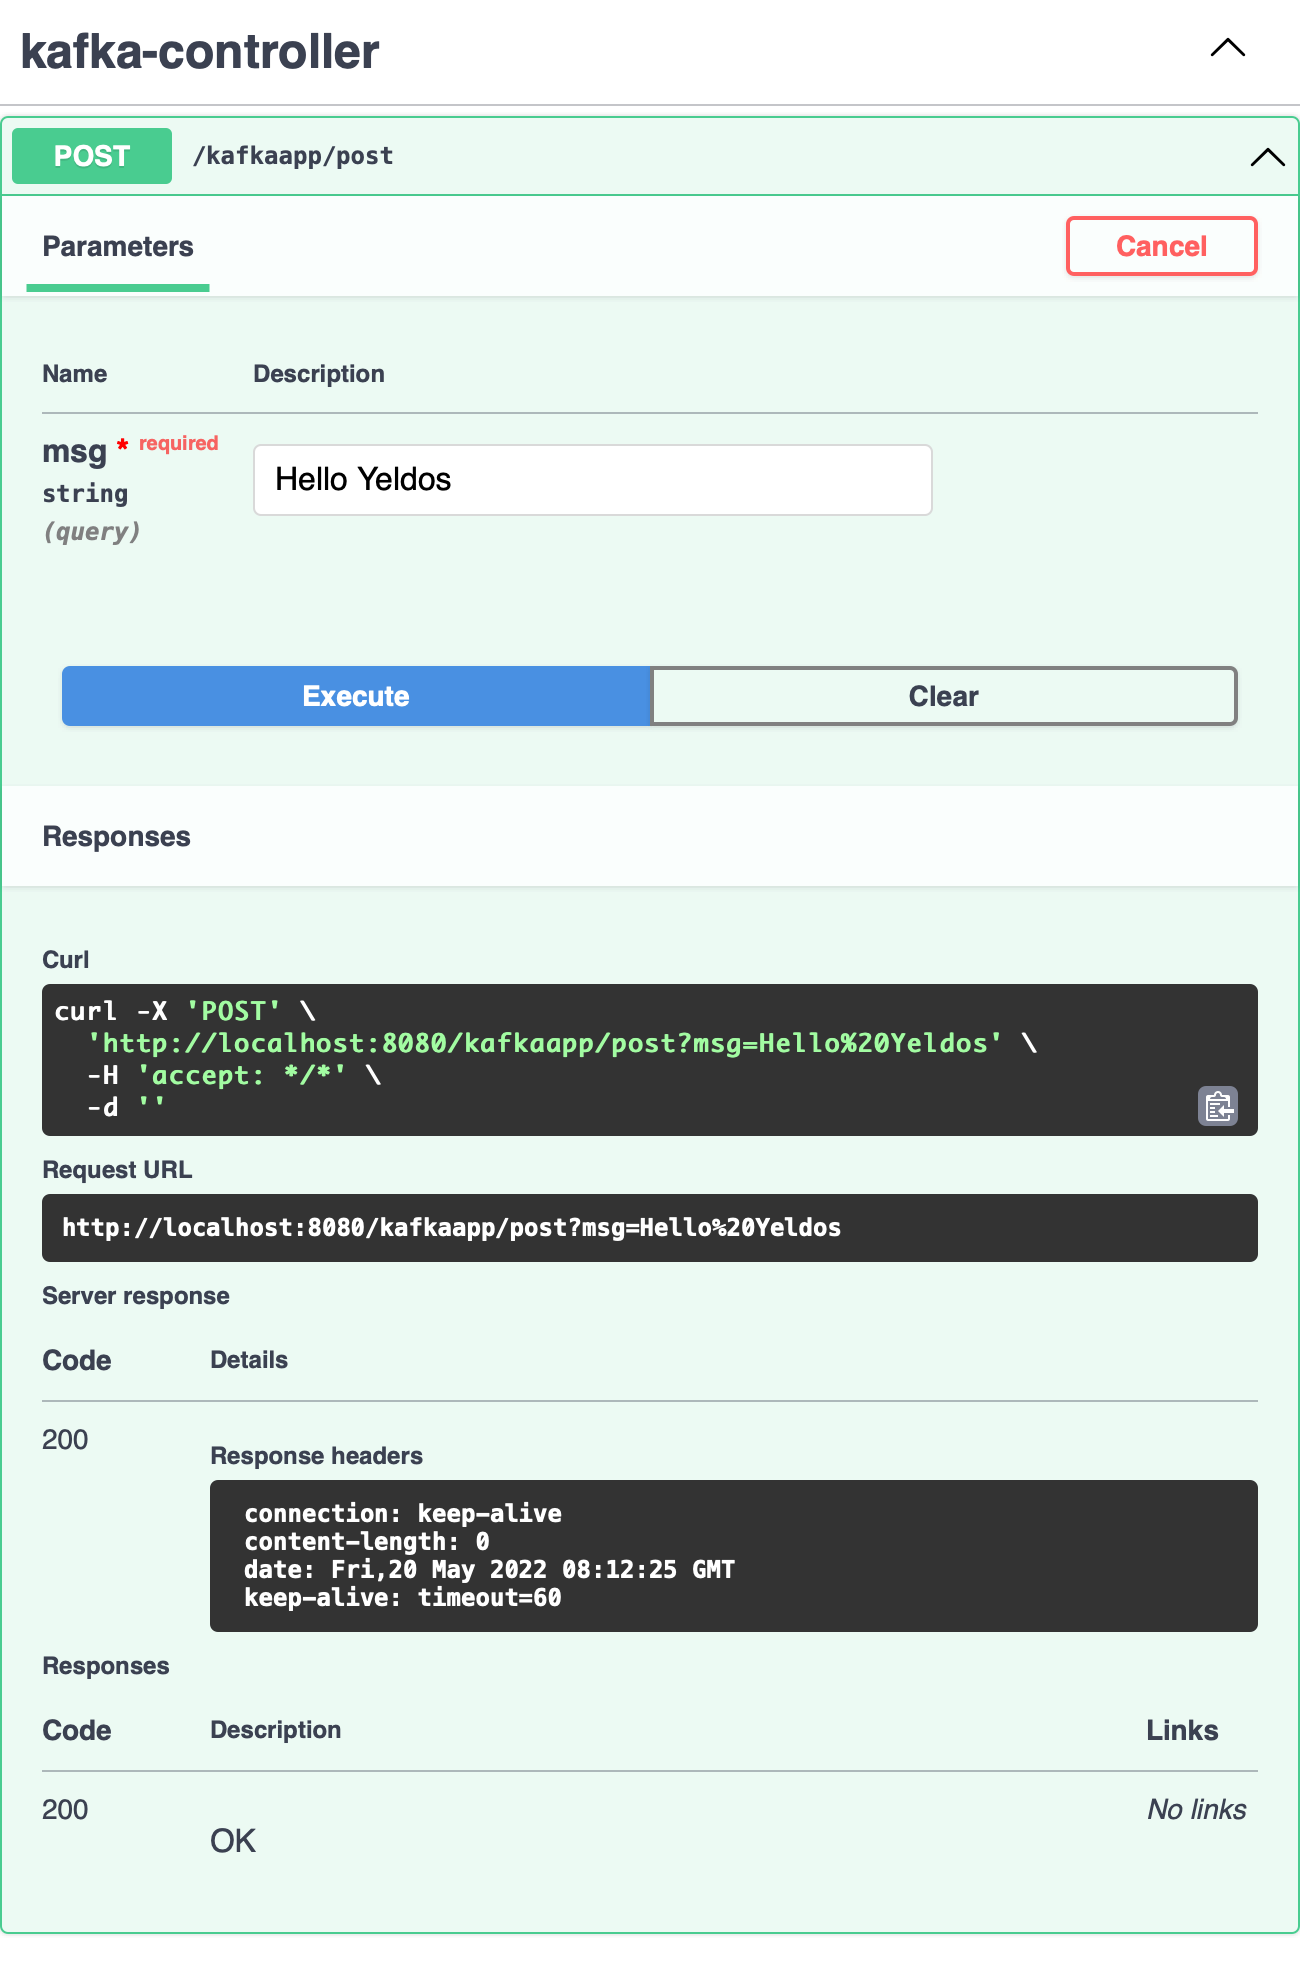 kafka-controller
POST /kafkaapp/post
Parameters Cancel
Name Description
msg * required
string
(query)
Hello Yeldos
Execute Clear
Responses
Curl
curl -X 'POST' \
  'http://localhost:8080/kafkaapp/post?msg=Hello%20Yeldos' \
  -H 'accept: */*' \
  -d ''
Request URL
http://localhost:8080/kafkaapp/post?msg=Hello%20Yeldos
Server response
Code Details
200
Response headers
connection: keep-alive
content-length: 0
date: Fri,20 May 2022 08:12:25 GMT
keep-alive: timeout=60
Responses
Code Description Links
200 No links
OK